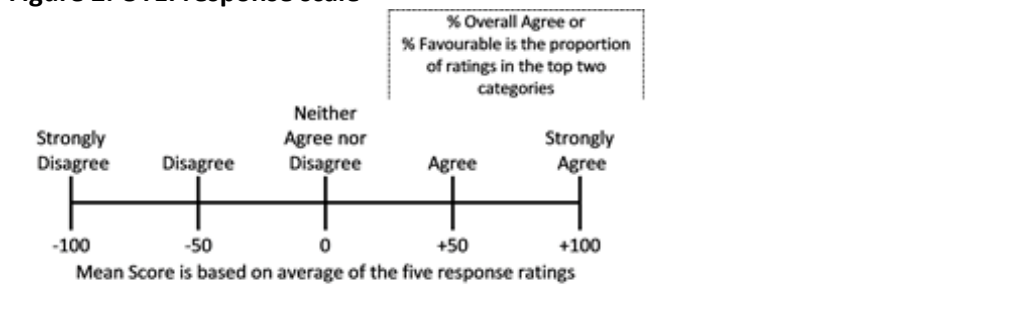 % Overall Agree or
% Favourable is the proportion
of ratings in the top two
categories
Strongly
Disagree
Disagree
Neither
Agree nor
Disagree
Agree
Strongly
Agree
-100
-50
0
+50
+100
Mean Score is based on average of the five response ratings